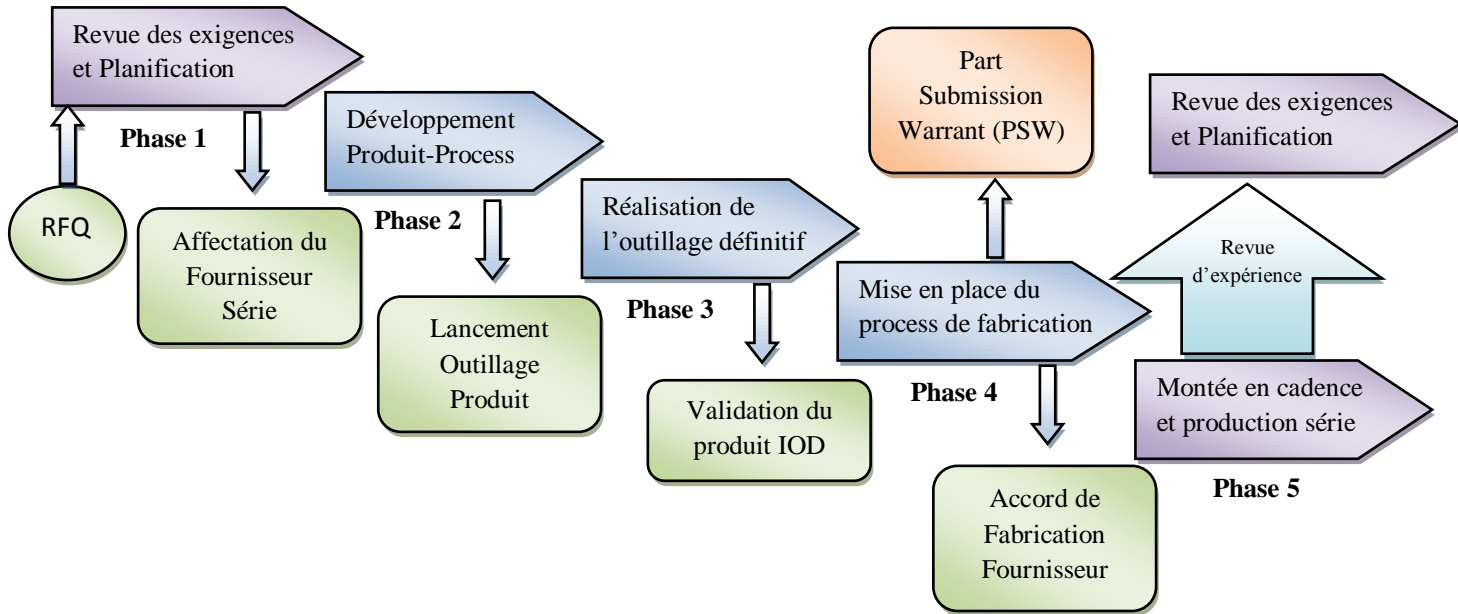 Revue des exigences
et Planification
Phase 1
RFQ
Affectation du
Fournisseur
Série
Développement
Produit-Process
Phase 2
Lancement
Outillage
Produit
Réalisation de
l’outillage définitif
Phase 3
Validation du
produit IOD
Part
Submission
Warrant (PSW)
Mise en place du
process de fabrication
Phase 4
Accord de
Fabrication
Fournisseur
Revue des exigences
et Planification
Revue
d’expérience
Montée en cadence
et production série
Phase 5